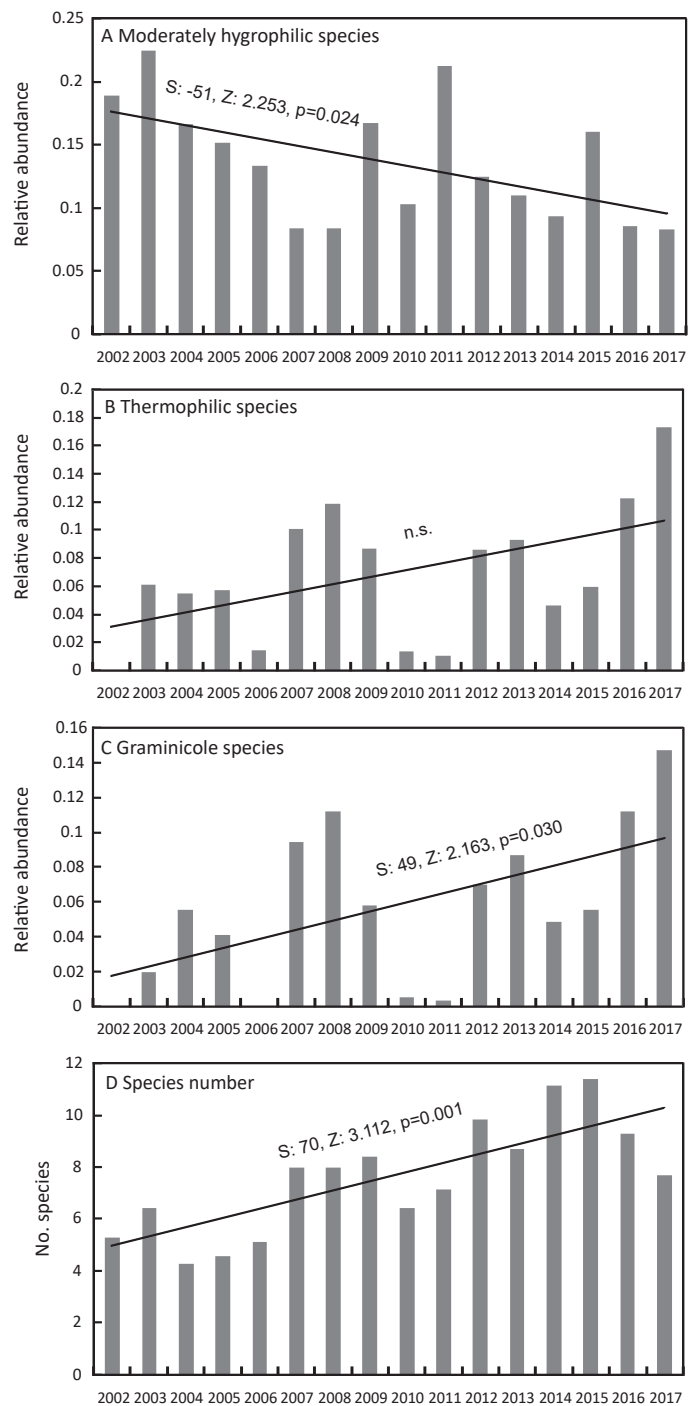 0.25
A Moderately hygrophilic species
0.2
S: -51, Z: 2.253, p=0.024
0.15
0.1
0.05
0
Relative abundance
2002 2003 2004 2005 2006 2007 2008 2009 2010 2011 2012 2013 2014 2015 2016 2017
0.2
B Thermophilic species
0.18
0.16
0.14
0.12
0.1
n.s.
0.08
0.06
0.04
0.02
0
Relative abundance
2002 2003 2004 2005 2006 2007 2008 2009 2010 2011 2012 2013 2014 2015 2016 2017
0.16
C Graminicole species
0.14
0.12
0.1
S: 49, Z: 2.163, p=0.030
0.08
0.06
0.04
0.02
0
Relative abundance
2002 2003 2004 2005 2006 2007 2008 2009 2010 2011 2012 2013 2014 2015 2016 2017
12
D Species number
10
S: 70, Z: 3.112, p=0.001
8
6
4
2
0
No. species
2002 2003 2004 2005 2006 2007 2008 2009 2010 2011 2012 2013 2014 2015 2016 2017